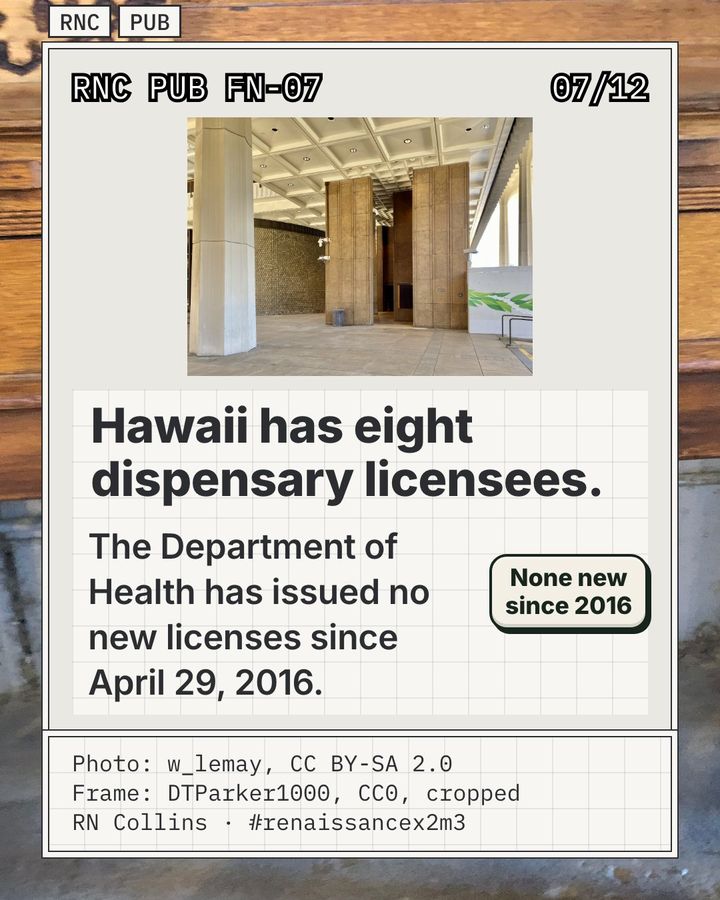 RNC PUB
RNC PUB FN-07 07/12
Hawaii has eight
dispensary licensees.
The Department of
Health has issued no
new licenses since
April 29, 2016.
None new
since 2016
Photo: w_lemay, CC BY-SA 2.0
Frame: DTParker1000, CC0, cropped
RN Collins · #renaissancex2m3